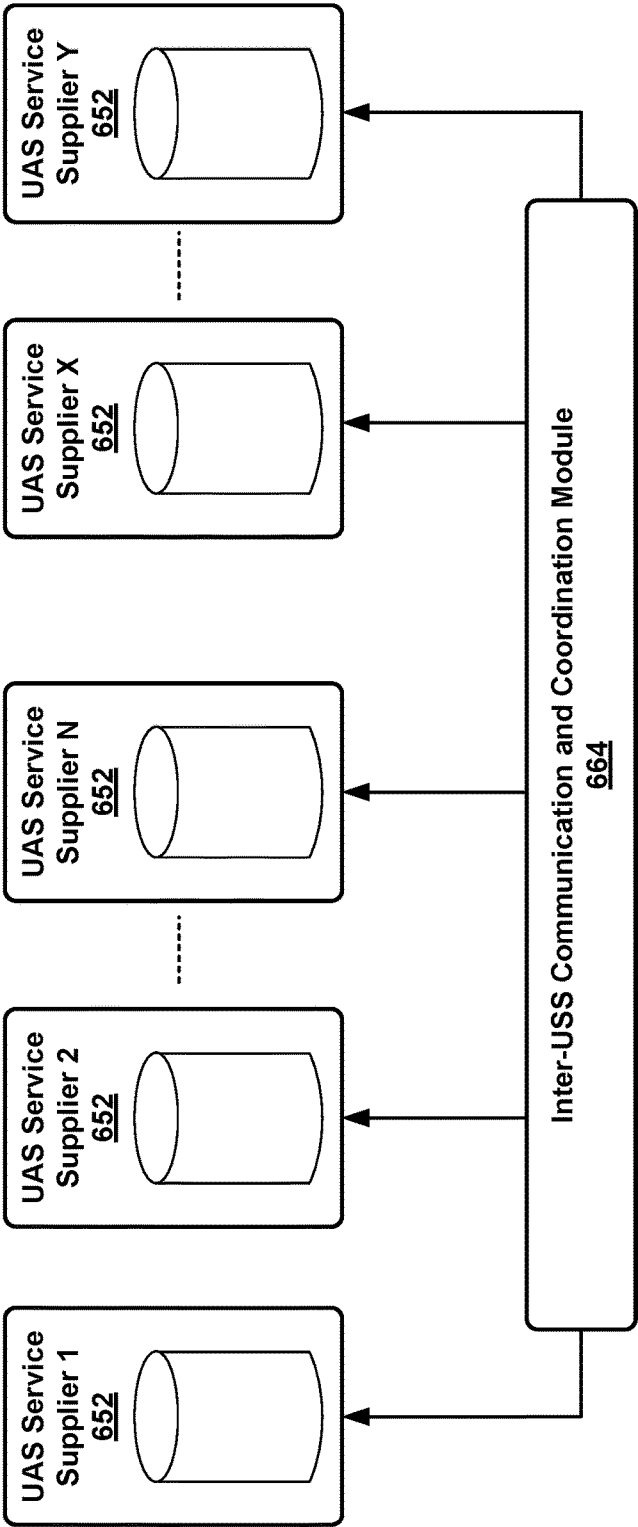 UAS Service
Supplier 1
652
UAS Service
Supplier 2
652
UAS Service
Supplier N
652
UAS Service
Supplier X
652
UAS Service
Supplier Y
652
Inter-USS Communication and Coordination Module
664